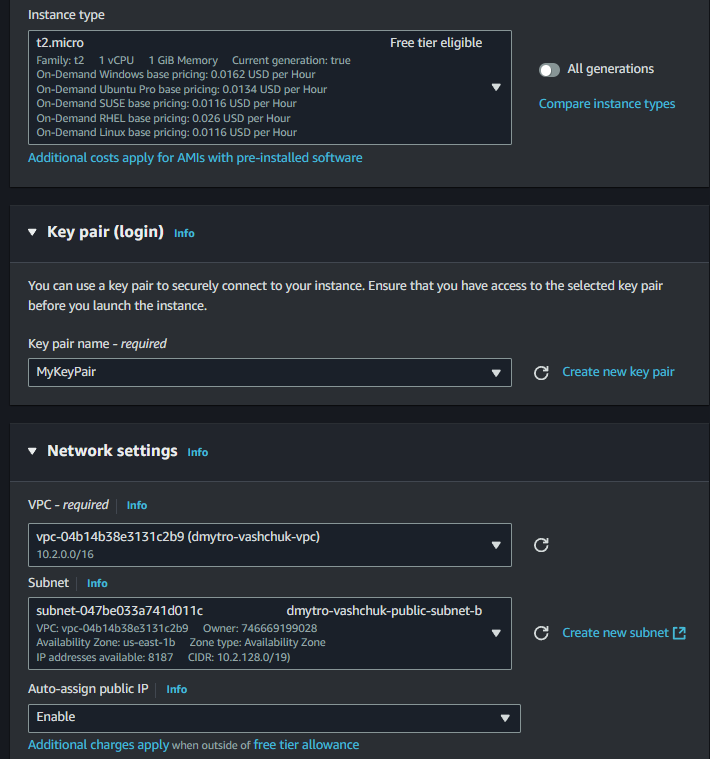 Instance type
t2.micro Free tier eligible
Family: t2 1 vCPU 1 GiB Memory Current generation: true
On-Demand Windows base pricing: 0.0162 USD per Hour
On-Demand Ubuntu Pro base pricing: 0.0134 USD per Hour
On-Demand SUSE base pricing: 0.0116 USD per Hour
On-Demand RHEL base pricing: 0.026 USD per Hour
On-Demand Linux base pricing: 0.0116 USD per Hour
All generations
Compare instance types
Additional costs apply for AMIs with pre-installed software
Key pair (login) Info
You can use a key pair to securely connect to your instance. Ensure that you have access to the selected key pair
before you launch the instance.
Key pair name - required
MyKeyPair
Create new key pair
Network settings Info
VPC - required Info
vpc-04b14b38e3131c2b9 (dmytro-vashchuk-vpc)
10.2.0.0/16
Subnet Info
subnet-047be033a741d011c dmytro-vashchuk-public-subnet-b
VPC: vpc-04b14b38e3131c2b9 Owner: 746669199028
Availability Zone: us-east-1b Zone type: Availability Zone
IP addresses available: 8187 CIDR: 10.2.128.0/19)
Create new subnet
Auto-assign public IP Info
Enable
Additional charges apply when outside of free tier allowance